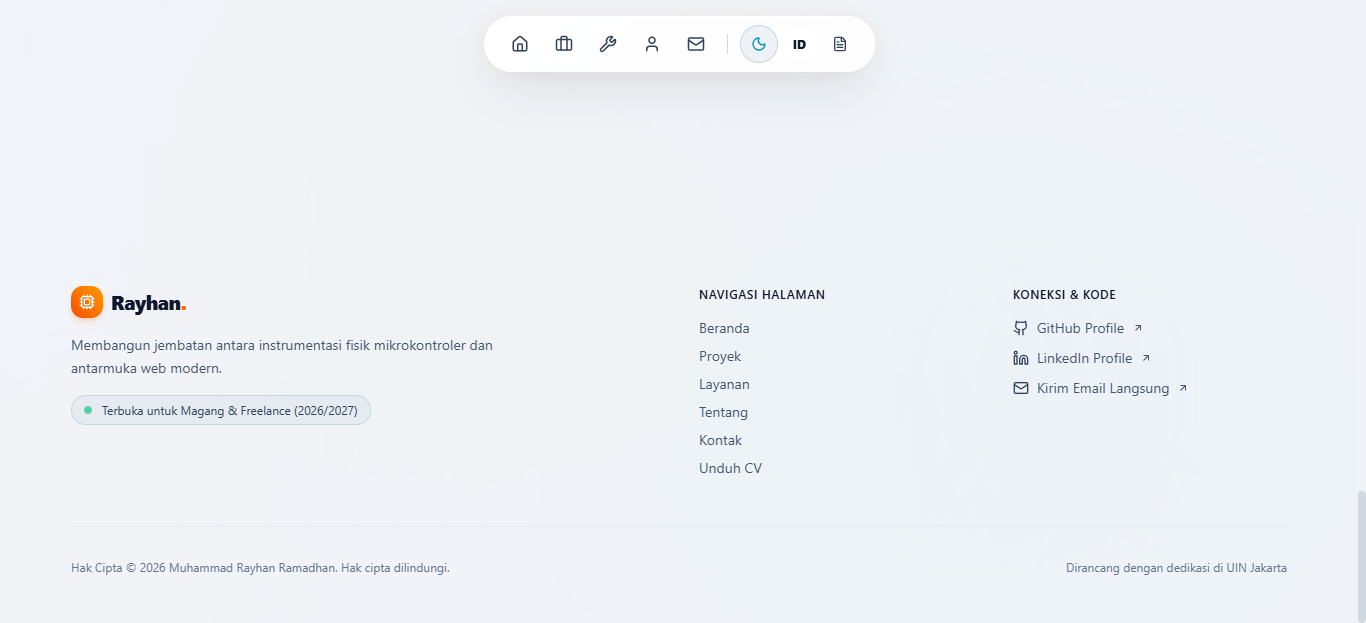 ID
Rayhan.
Membangun jembatan antara instrumentasi fisik mikrokontroler dan
antarmuka web modern.
Terbuka untuk Magang & Freelance (2026/2027)
NAVIGASI HALAMAN
Beranda
Proyek
Layanan
Tentang
Kontak
Unduh CV
KONEKSI & KODE
GitHub Profile
LinkedIn Profile
Kirim Email Langsung
Hak Cipta © 2026 Muhammad Rayhan Ramadhan. Hak cipta dilindungi.
Dirancang dengan dedikasi di UIN Jakarta